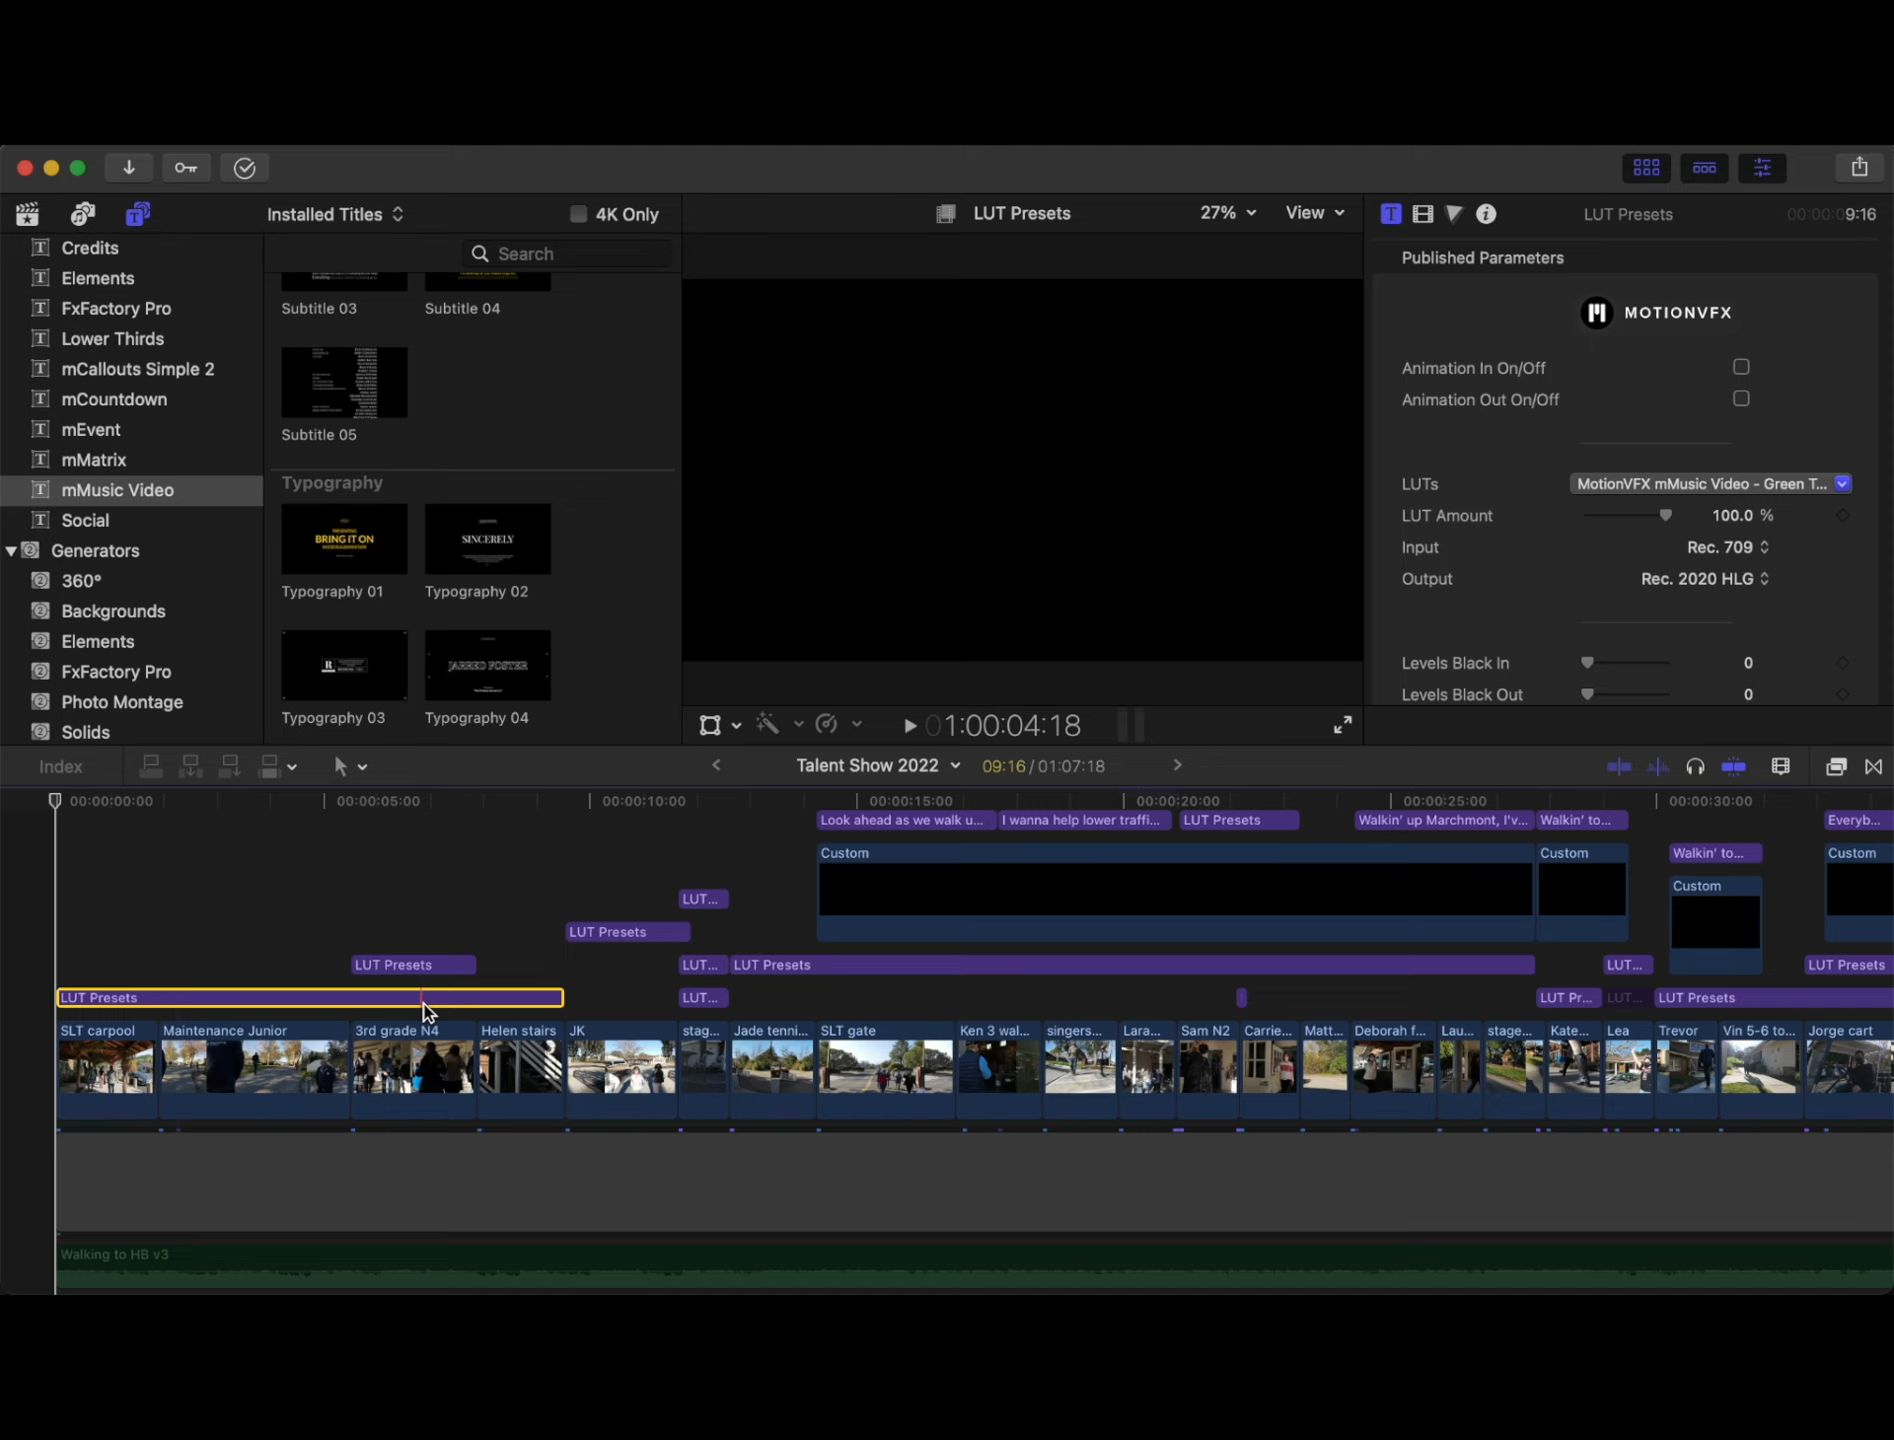 Installed Titles
4K Only
LUT Presets
27%
View
LUT Presets
00:00:09:16
Credits
Elements
FxFactory Pro
Lower Thirds
mCallouts Simple 2
mCountdown
mEvent
mMatrix
mMusic Video
Social
Generators
360°
Backgrounds
Elements
FxFactory Pro
Photo Montage
Solids
Search
Subtitle 03
Subtitle 04
Subtitle 05
Typography
BRING IT ON
SINCERELY
Typography 01
Typography 02
R
JARRED FOSTER
Typography 03
Typography 04
Published Parameters
MOTIONVFX
Animation In On/Off
Animation Out On/Off
LUTs
MotionVFX mMusic Video - Green T...
LUT Amount
100.0 %
Input
Rec. 709
Output
Rec. 2020 HLG
Levels Black In
0
Levels Black Out
0
01:00:04:18
Index
Talent Show 2022
09:16 / 01:07:18
00:00:00:00
00:00:05:00
00:00:10:00
00:00:15:00
00:00:20:00
00:00:25:00
00:00:30:00
Look ahead as we walk u...
I wanna help lower traffi...
LUT Presets
Walkin' up Marchmont, I'v...
Walkin' to...
Everyb...
Custom
Custom
Walkin' to...
Custom
Custom
LUT...
LUT Presets
LUT Presets
LUT...
LUT Presets
LUT...
LUT Presets
LUT Presets
LUT...
LUT Pr...
LUT...
LUT Presets
SLT carpool
Maintenance Junior
3rd grade N4
Helen stairs
JK
stag...
Jade tenni...
SLT gate
Ken 3 wal...
singers...
Lara...
Sam N2
Carrie...
Matt...
Deborah f...
Lau...
stage...
Kate...
Lea
Trevor
Vin 5-6 to...
Jorge cart
Walking to HB v3